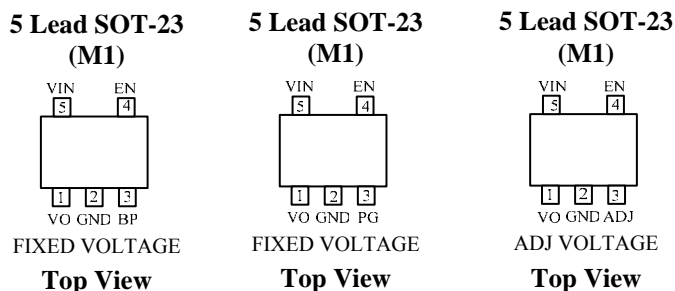 5 Lead SOT-23
(M1)
VIN EN
5 4
1 2 3
VO GND BP
FIXED VOLTAGE
Top View
5 Lead SOT-23
(M1)
VIN EN
5 4
1 2 3
VO GND PG
FIXED VOLTAGE
Top View
5 Lead SOT-23
(M1)
VIN EN
5 4
1 2 3
VO GND ADJ
ADJ VOLTAGE
Top View